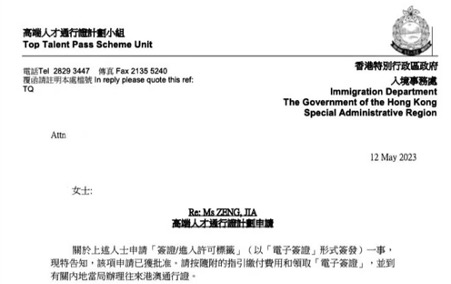 高端人才通行證計劃小組
Top Talent Pass Scheme Unit
電話Tel 2829 3447 傳真 Fax 2135 5240
覆函請註明本處檔號 In reply please quote this ref:
TQ
香港特別行政區政府
入境事務處
Immigration Department
The Government of the Hong Kong
Special Administrative Region
Attn
12 May 2023
女士:
Re: Ms ZENG, JIA
高端人才通行證計劃申請
關於上述人士申請「簽證/進入許可標籤」(以「電子簽證」形式簽發)一事,
現特告知,該項申請已獲批准。請按隨附的指引繳付費用和領取「電子簽證」,並到
有關內地當局辦理往來港澳通行證。